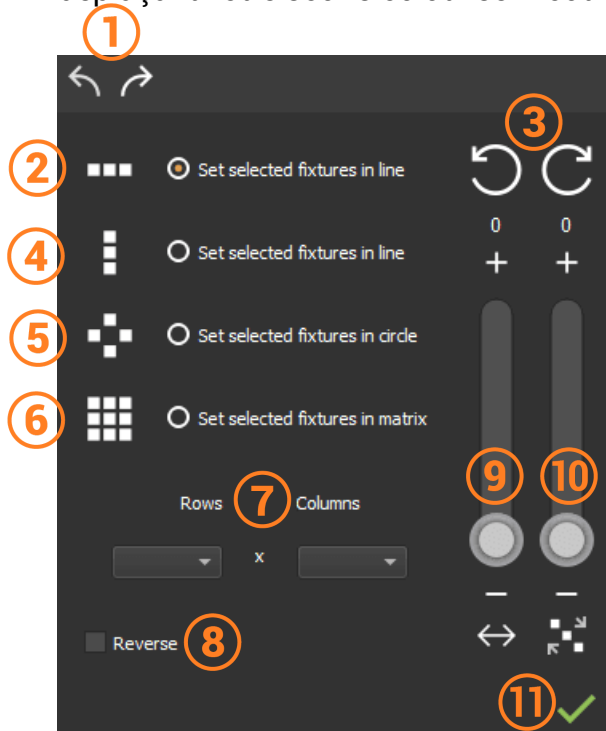 1
3
2 Set selected fixtures in line
0 0
4 Set selected fixtures in line
+ +
5 Set selected fixtures in circle
6 Set selected fixtures in matrix
9 10
Rows 7 Columns
x
− −
Reverse 8
11